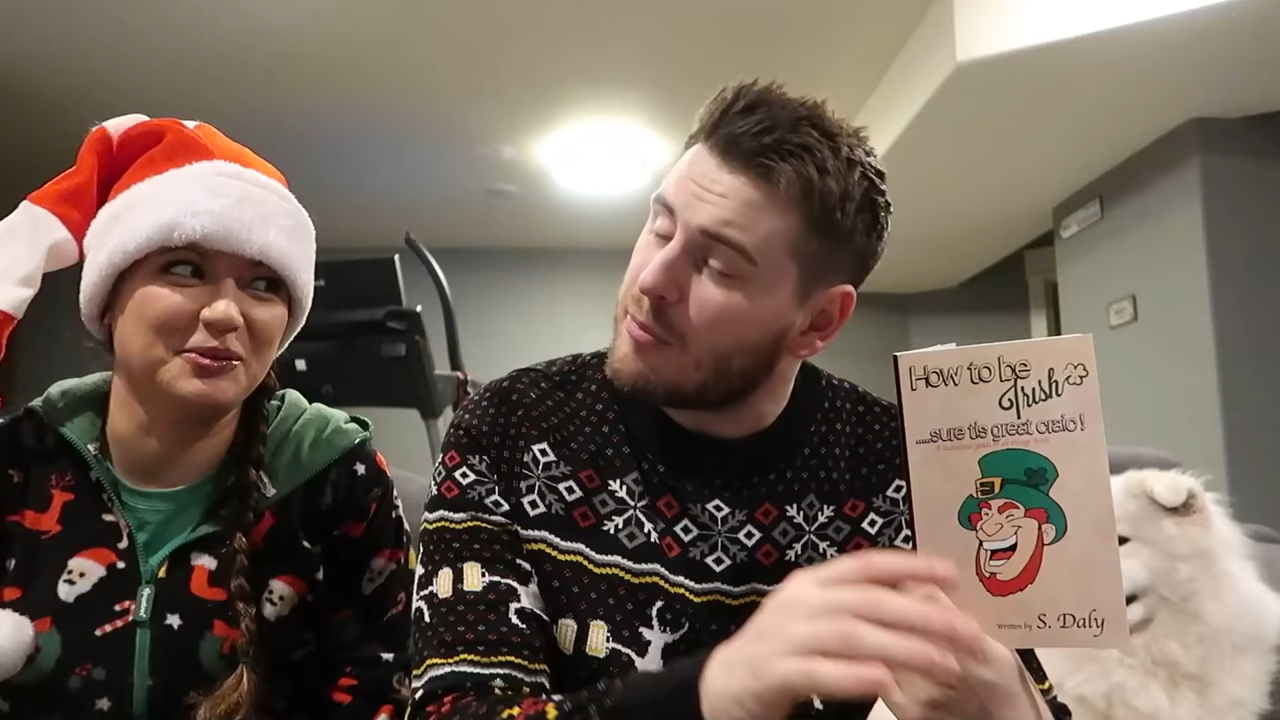 How to be
Irish
.....sure tis great craic!
Written by S. Daly